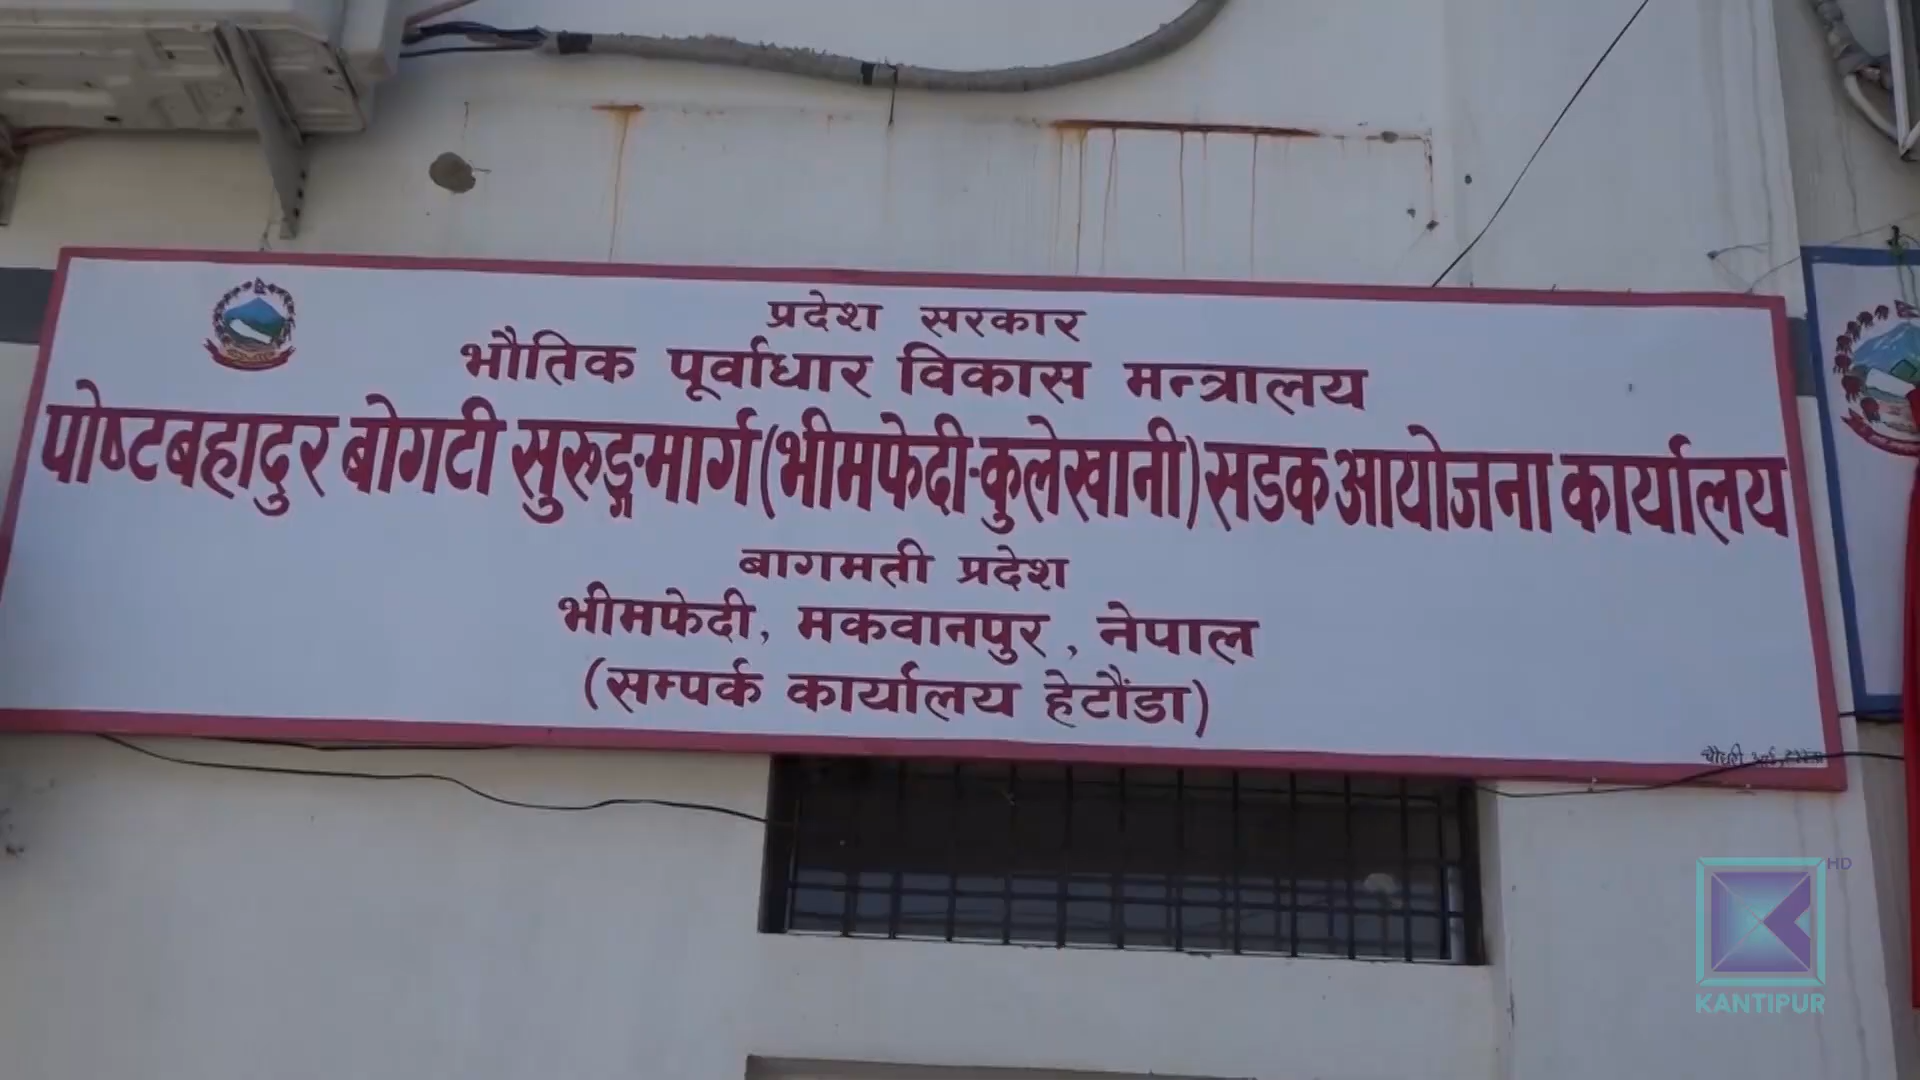 प्रदेश सरकार
भौतिक पूर्वाधार विकास मन्त्रालय
पोष्टबहादुर बोगटी सुरुङ्ग-मार्ग (भीमफेदी-कुलेखानी) सडक आयोजना कार्यालय
बागमती प्रदेश
भीमफेदी, मकवानपुर, नेपाल
(सम्पर्क कार्यालय हेटौंडा)
HD
KANTIPUR